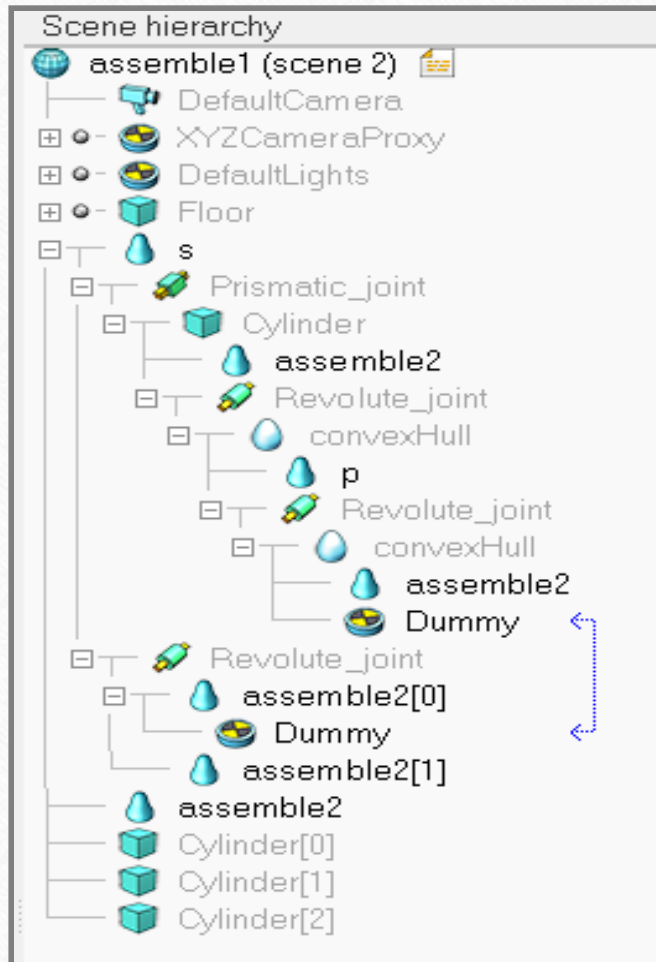 Scene hierarchy
assemble1 (scene 2)
DefaultCamera
XYZCameraProxy
DefaultLights
Floor
s
Prismatic_joint
Cylinder
assemble2
Revolute_joint
convexHull
p
Revolute_joint
convexHull
assemble2
Dummy
Revolute_joint
assemble2[0]
Dummy
assemble2[1]
assemble2
Cylinder[0]
Cylinder[1]
Cylinder[2]